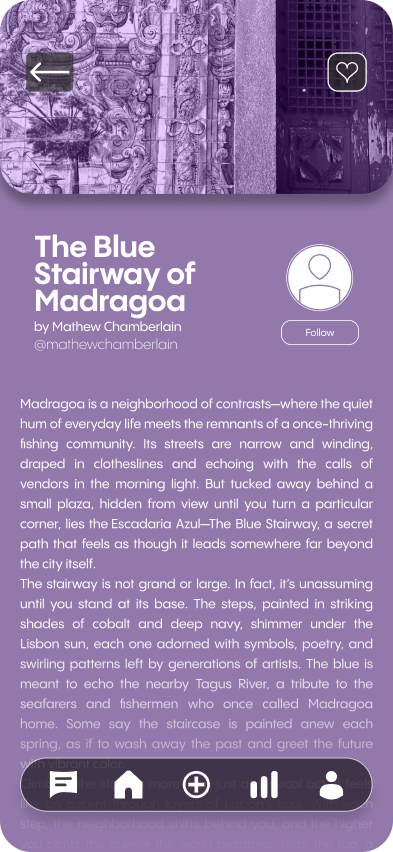 The Blue
Stairway of
Madragoa
by Mathew Chamberlain
@mathewchamberlain
Follow
Madragoa is a neighborhood of contrasts—where the quiet
hum of everyday life meets the remnants of a once-thriving
fishing community. Its streets are narrow and winding,
draped in clotheslines and echoing with the calls of
vendors in the morning light. But tucked away behind a
small plaza, hidden from view until you turn a particular
corner, lies the Escadaria Azul—The Blue Stairway, a secret
path that feels as though it leads somewhere far beyond
the city itself.
The stairway is not grand or large. In fact, it's unassuming
until you stand at its base. The steps, painted in striking
shades of cobalt and deep navy, shimmer under the
Lisbon sun, each one adorned with symbols, poetry, and
swirling patterns left by generations of artists. The blue is
meant to echo the nearby Tagus River, a tribute to the
seafarers and fishermen who once called Madragoa
home. Some say the staircase is painted anew each
spring, as if to wash away the past and greet the future
with vibrant color.
step, the neighborhood shifts behind you, and the higher